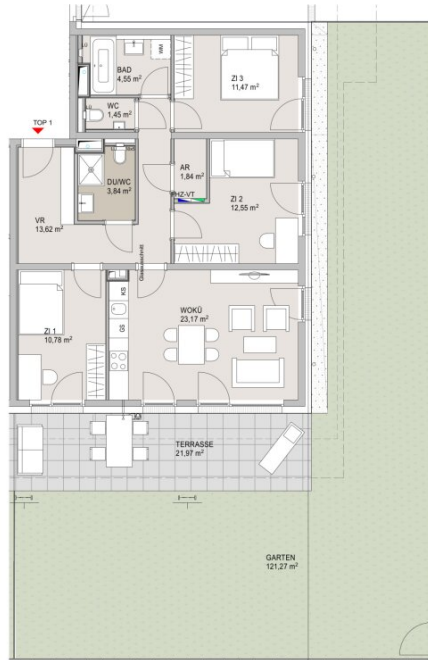 WM
BAD
4,55 m²
ZI 3
11,47 m²
WC
1,45 m²
TOP 1
AR
1,84 m²
DU/WC
3,84 m²
HZ-VT
ZI 2
12,55 m²
VR
13,62 m²
Glasausschnitt
KS
WOKÜ
23,17 m²
GS
ZI 1
10,78 m²
TERRASSE
21,97 m²
GARTEN
121,27 m²